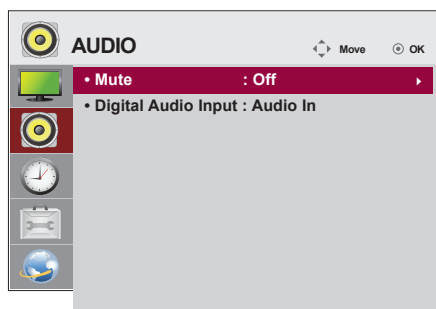 AUDIO
Move
OK
• Mute : Off
• Digital Audio Input : Audio In